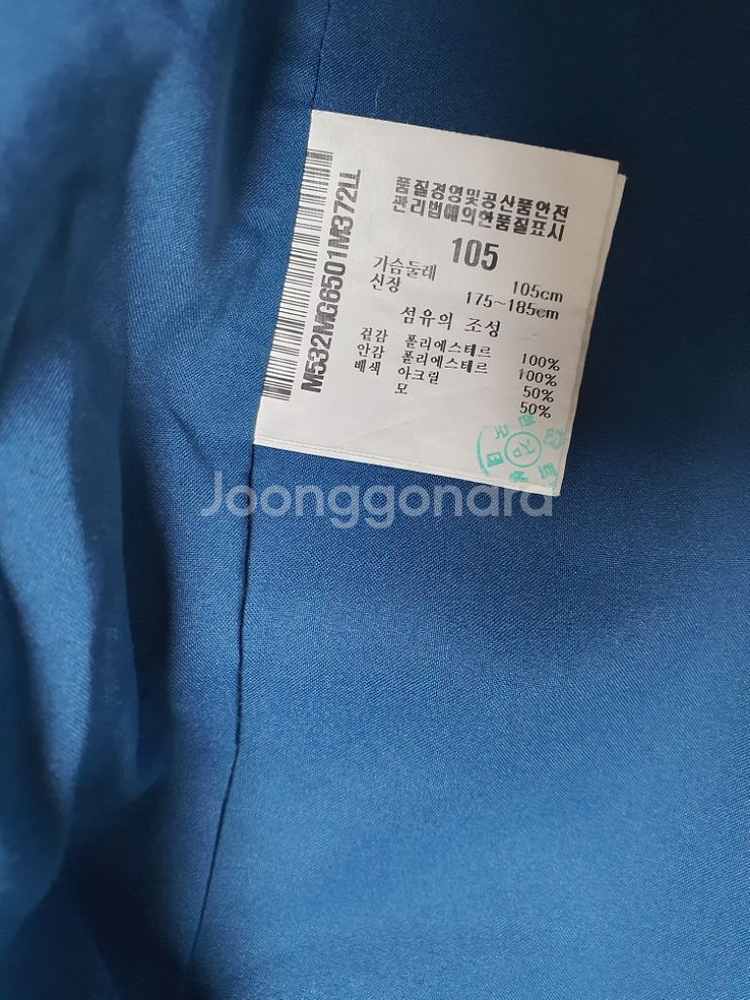 품질경영및공산품안전
관리법에의한품질표시
105
가슴둘레 105cm
신장 175~185cm
섬유의 조성
겉감 폴리에스테르 100%
안감 폴리에스테르 100%
배색 아크릴 50%
모 50%
M532MG6501M372LL
Joonggonara